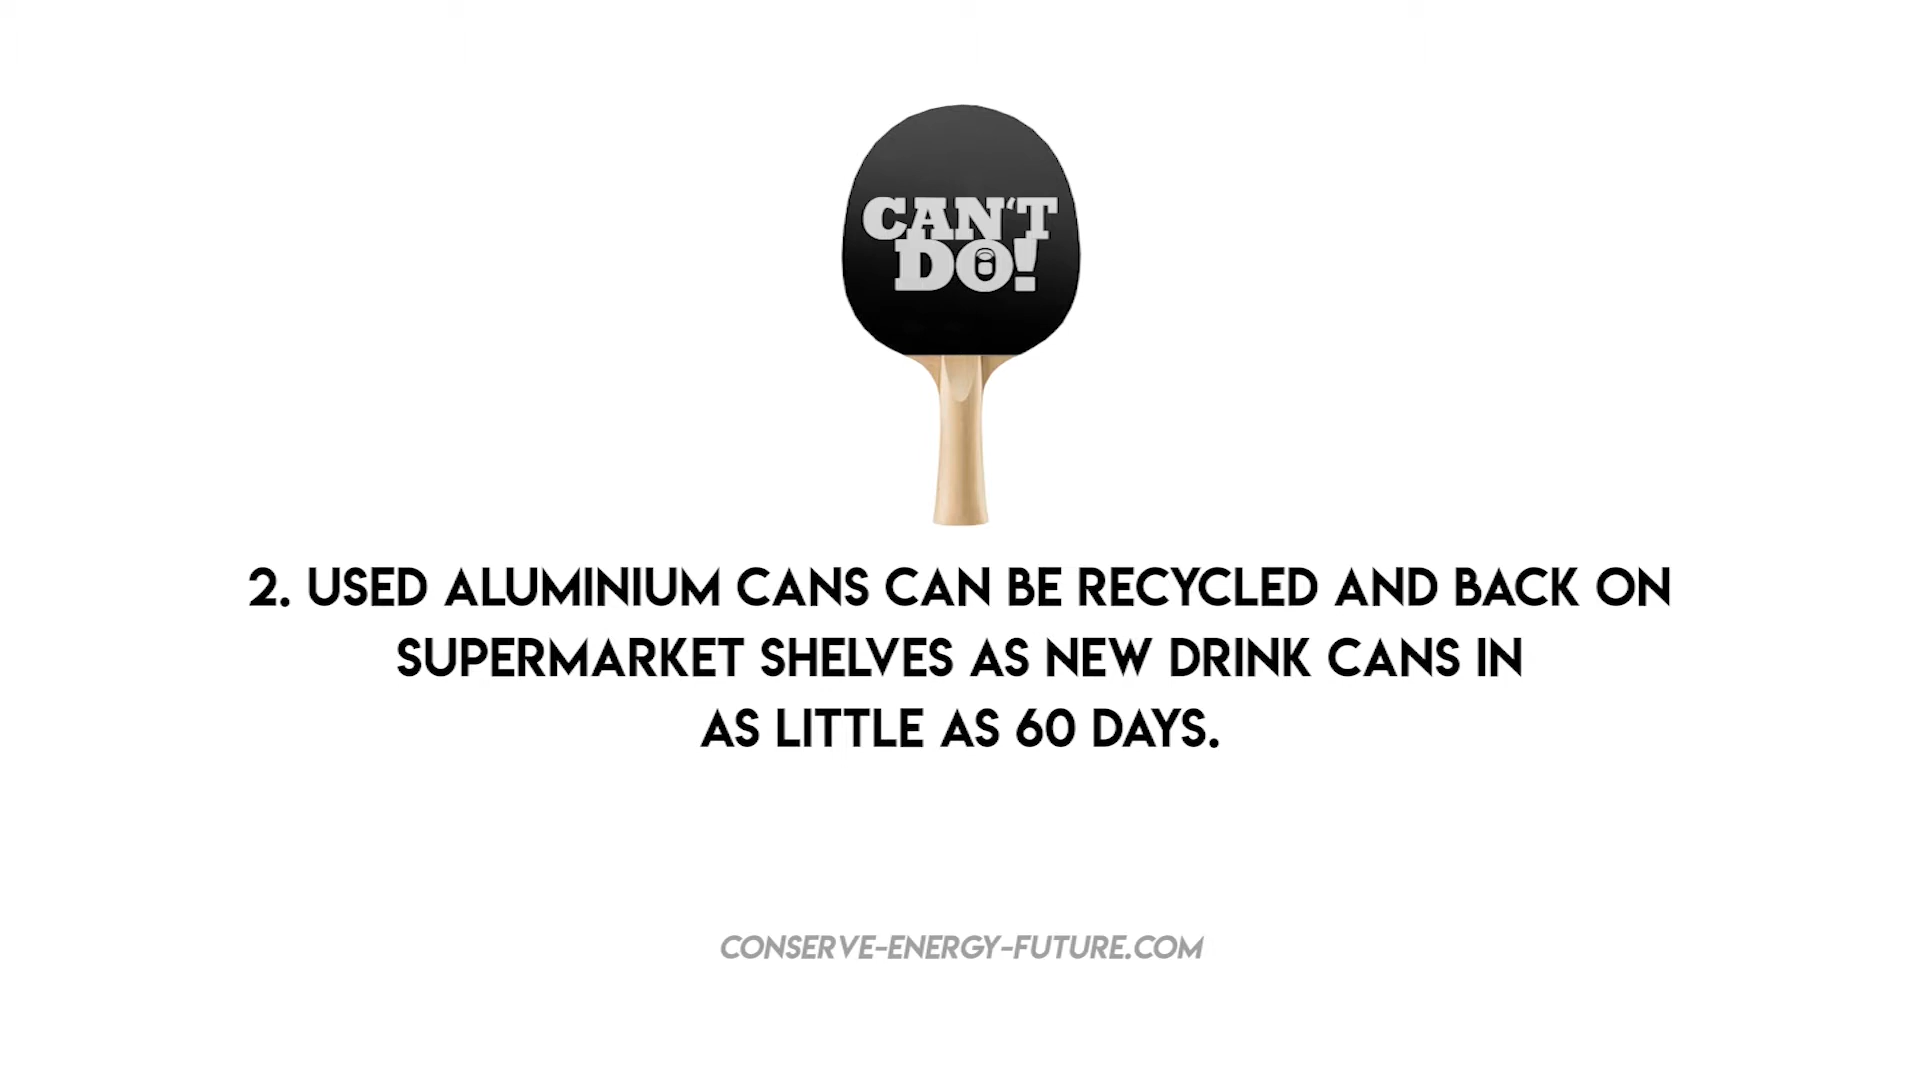 CAN'T
DO!
2. USED ALUMINIUM CANS CAN BE RECYCLED AND BACK ON
SUPERMARKET SHELVES AS NEW DRINK CANS IN
AS LITTLE AS 60 DAYS.
CONSERVE-ENERGY-FUTURE.COM